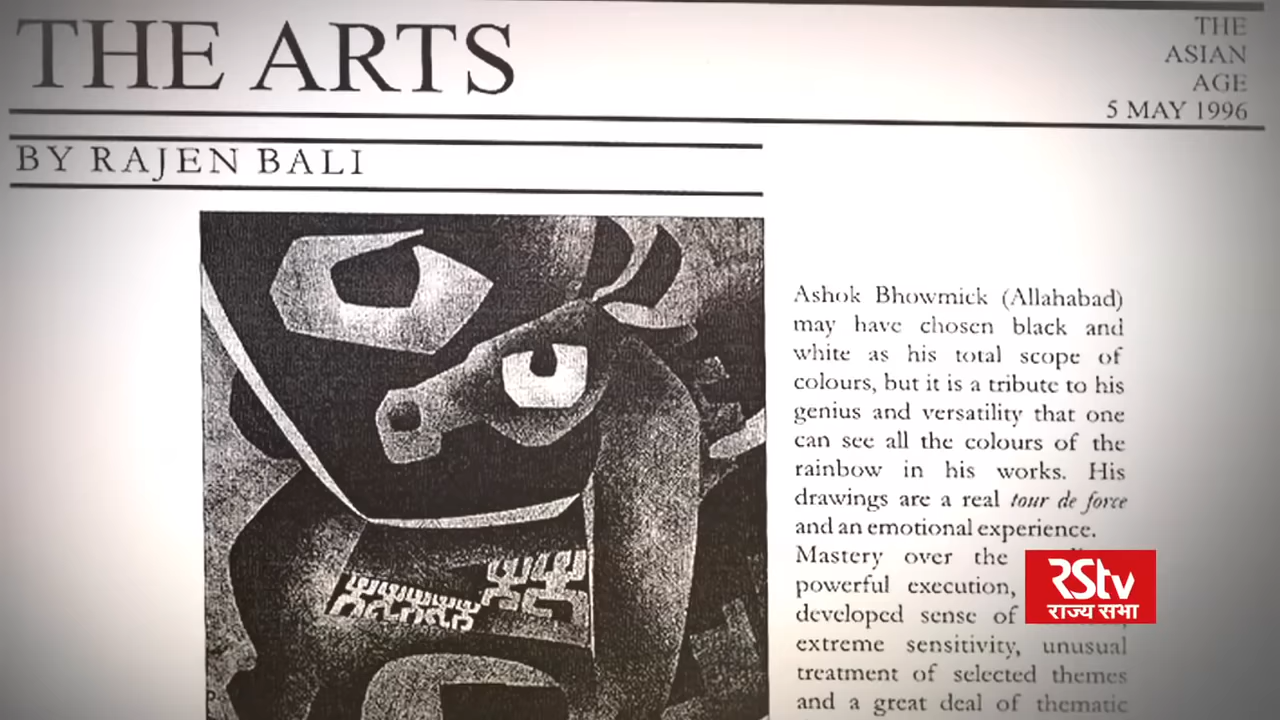 THE ARTS
THE
ASIAN
AGE
5 MAY 1996
BY RAJEN BALI
Ashok Bhowmick (Allahabad)
may have chosen black and
white as his total scope of
colours, but it is a tribute to his
genius and versatility that one
can see all the colours of the
rainbow in his works. His
drawings are a real tour de force
and an emotional experience.
Mastery over the
powerful execution,
developed sense of
extreme sensitivity, unusual
treatment of selected themes
and a great deal of thematic
RSTV
राज्य सभा